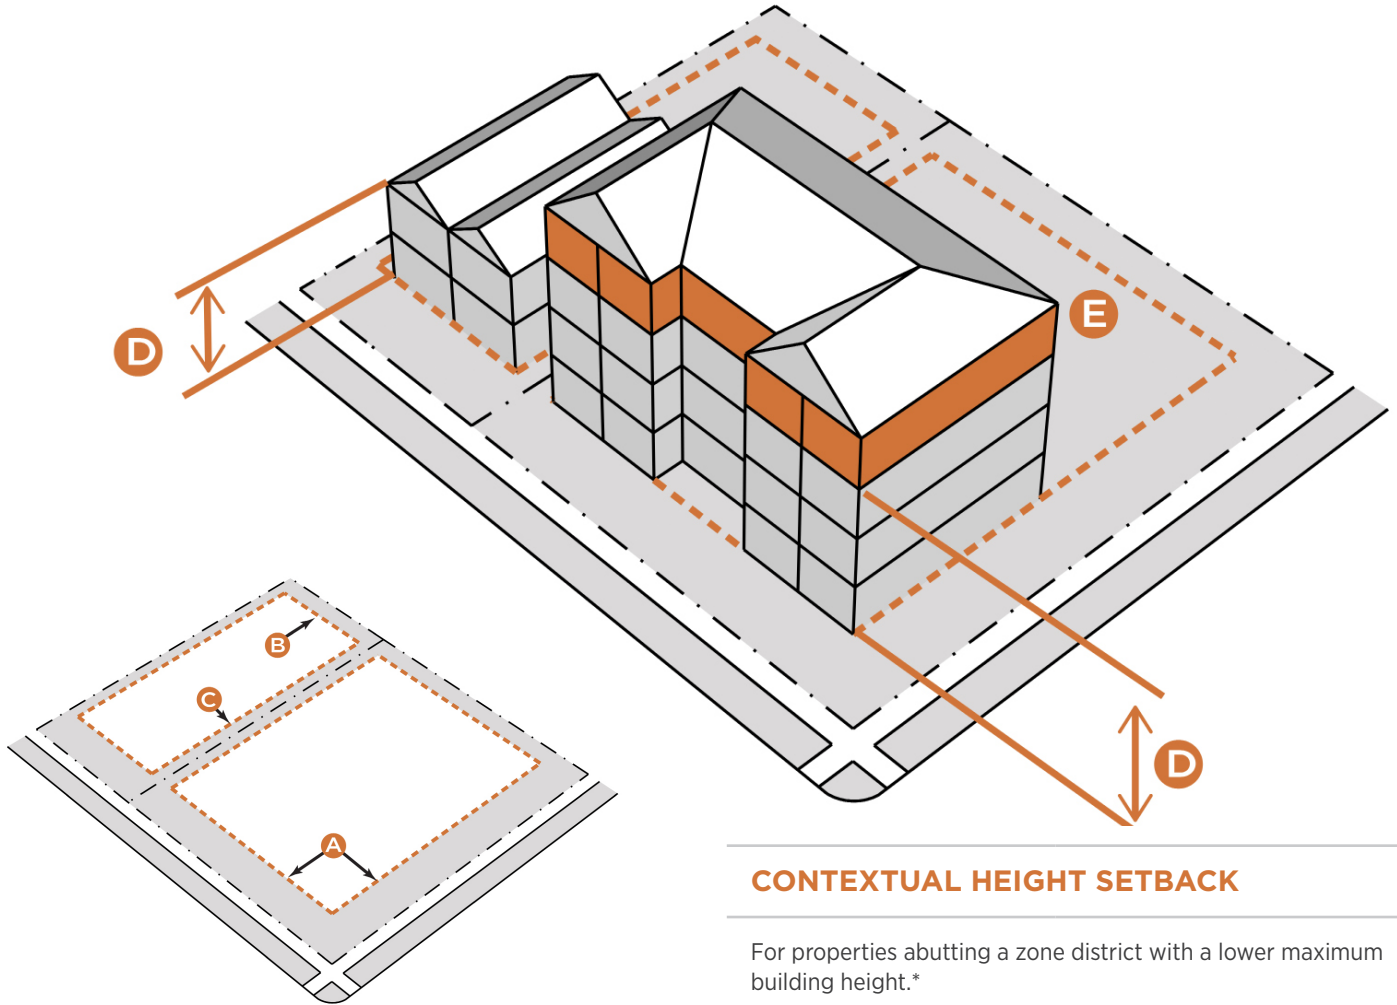 E
D
B
C
D
A
CONTEXTUAL HEIGHT SETBACK
For properties abutting a zone district with a lower maximum
building height.*